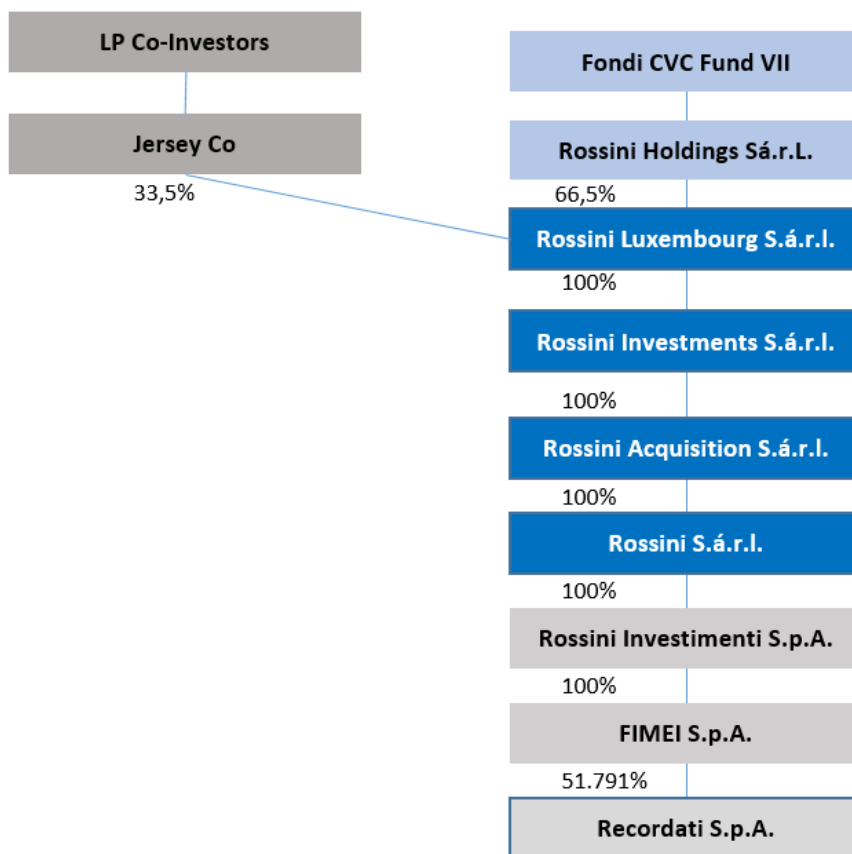 LP Co-Investors
Jersey Co
33,5%
Fondi CVC Fund VII
Rossini Holdings Sá.r.L.
66,5%
Rossini Luxembourg S.á.r.l.
100%
Rossini Investments S.á.r.l.
100%
Rossini Acquisition S.á.r.l.
100%
Rossini S.á.r.l.
100%
Rossini Investimenti S.p.A.
100%
FIMEI S.p.A.
51.791%
Recordati S.p.A.